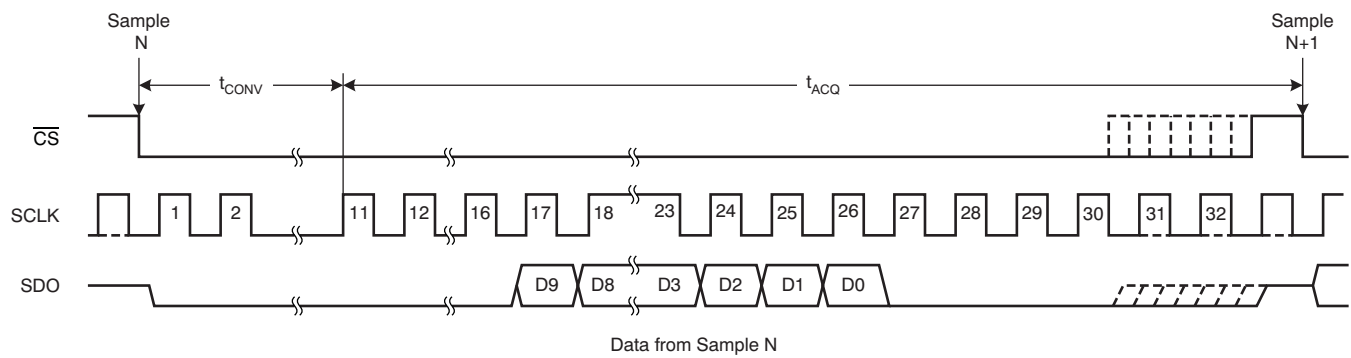 Sample
N
Sample
N+1
tCONV
tACQ
CS
SCLK
1 2 11 12 16 17 18 23 24 25 26 27 28 29 30 31 32
SDO
D9 D8 D3 D2 D1 D0
Data from Sample N